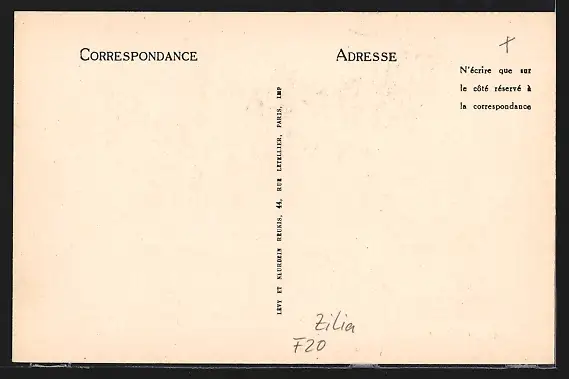 CORRESPONDANCE
ADRESSE
N'écrire que sur
le côté réservé à
la correspondance
LEVY ET NEURDEIN REUNIS, 44, RUE LETELLIER, PARIS, IMP
Zilia
F20